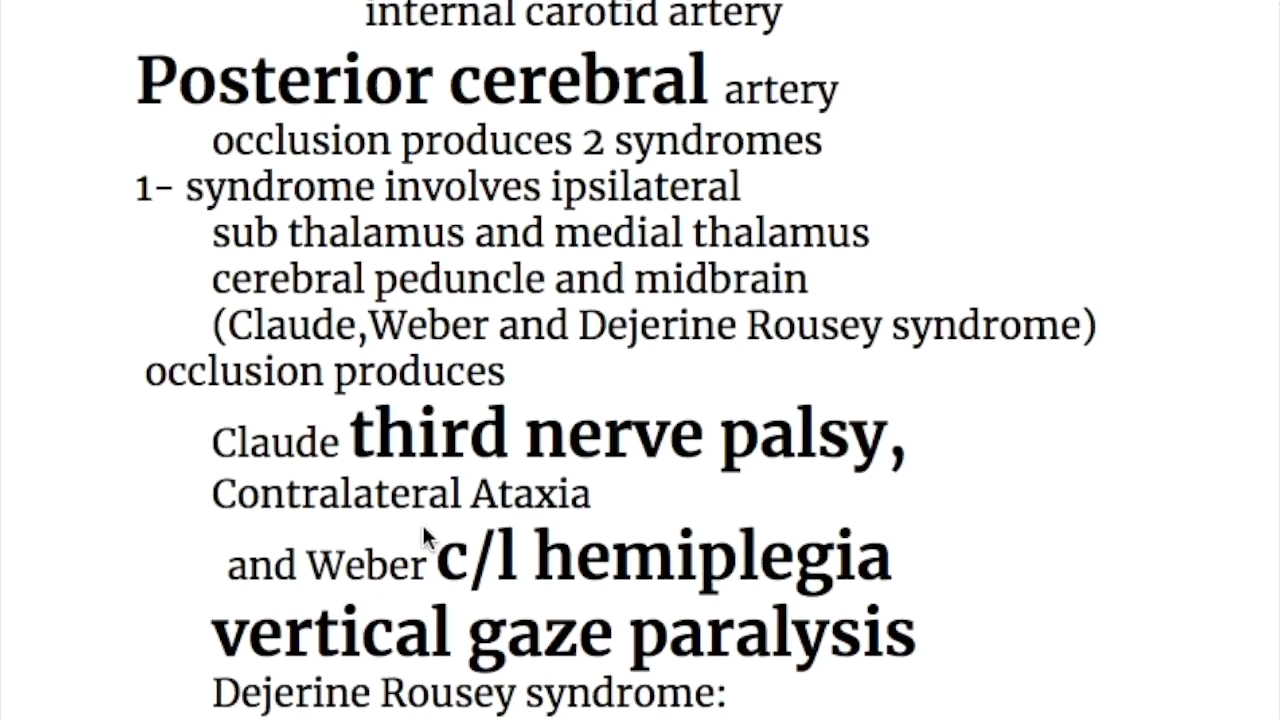 internal carotid artery
Posterior cerebral artery
occlusion produces 2 syndromes
1- syndrome involves ipsilateral
sub thalamus and medial thalamus
cerebral peduncle and midbrain
(Claude,Weber and Dejerine Rousey syndrome)
occlusion produces
Claude third nerve palsy,
Contralateral Ataxia
and Weber c/l hemiplegia
vertical gaze paralysis
Dejerine Rousey syndrome: